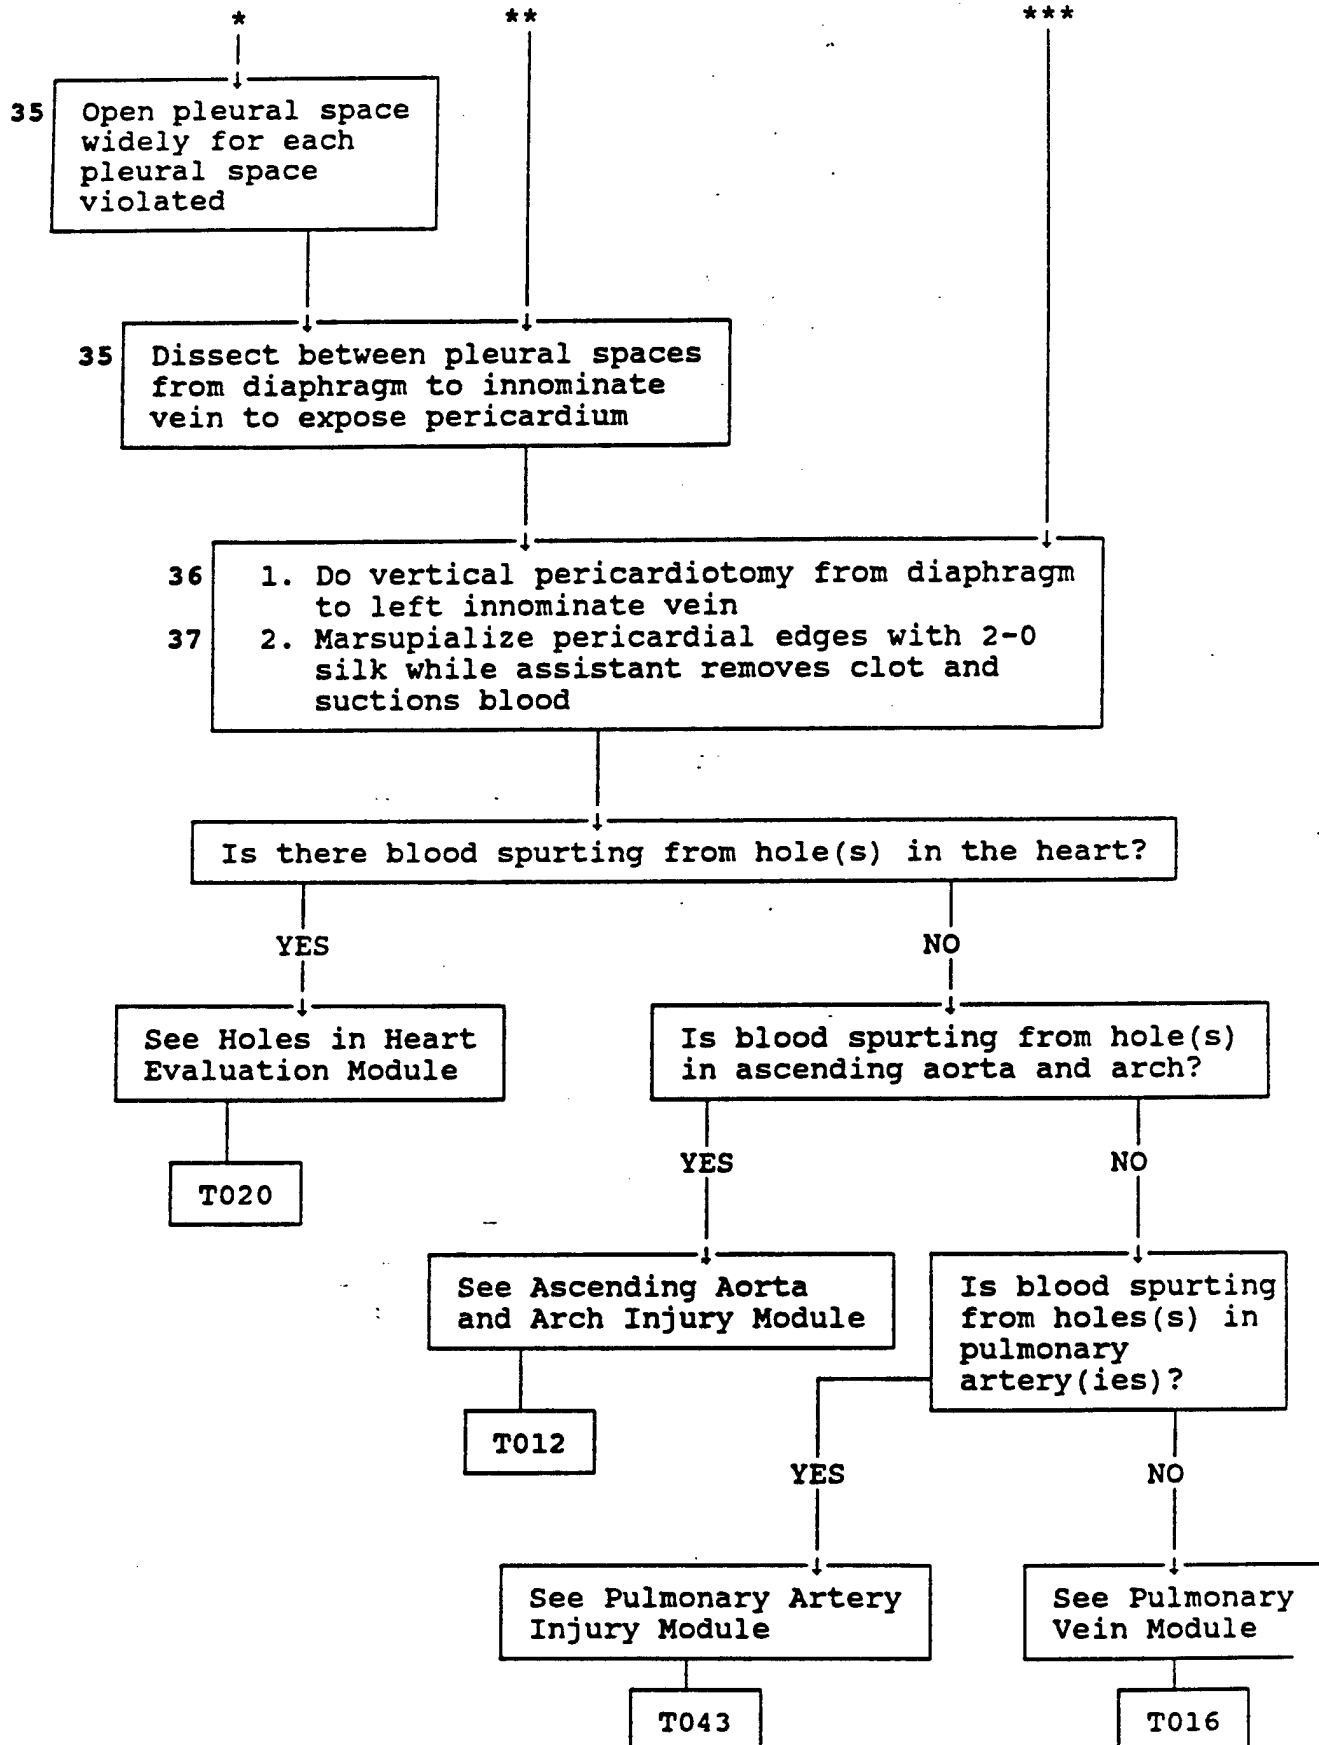 * ** ***
35 Open pleural space
widely for each
pleural space
violated
35 Dissect between pleural spaces
from diaphragm to innominate
vein to expose pericardium
36 1. Do vertical pericardiotomy from diaphragm
to left innominate vein
37 2. Marsupialize pericardial edges with 2-0
silk while assistant removes clot and
suctions blood
Is there blood spurting from hole(s) in the heart?
YES
NO
See Holes in Heart
Evaluation Module
T020
Is blood spurting from hole(s)
in ascending aorta and arch?
YES
NO
See Ascending Aorta
and Arch Injury Module
T012
Is blood spurting
from holes(s) in
pulmonary
artery(ies)?
YES
NO
See Pulmonary Artery
Injury Module
T043
See Pulmonary
Vein Module
T016